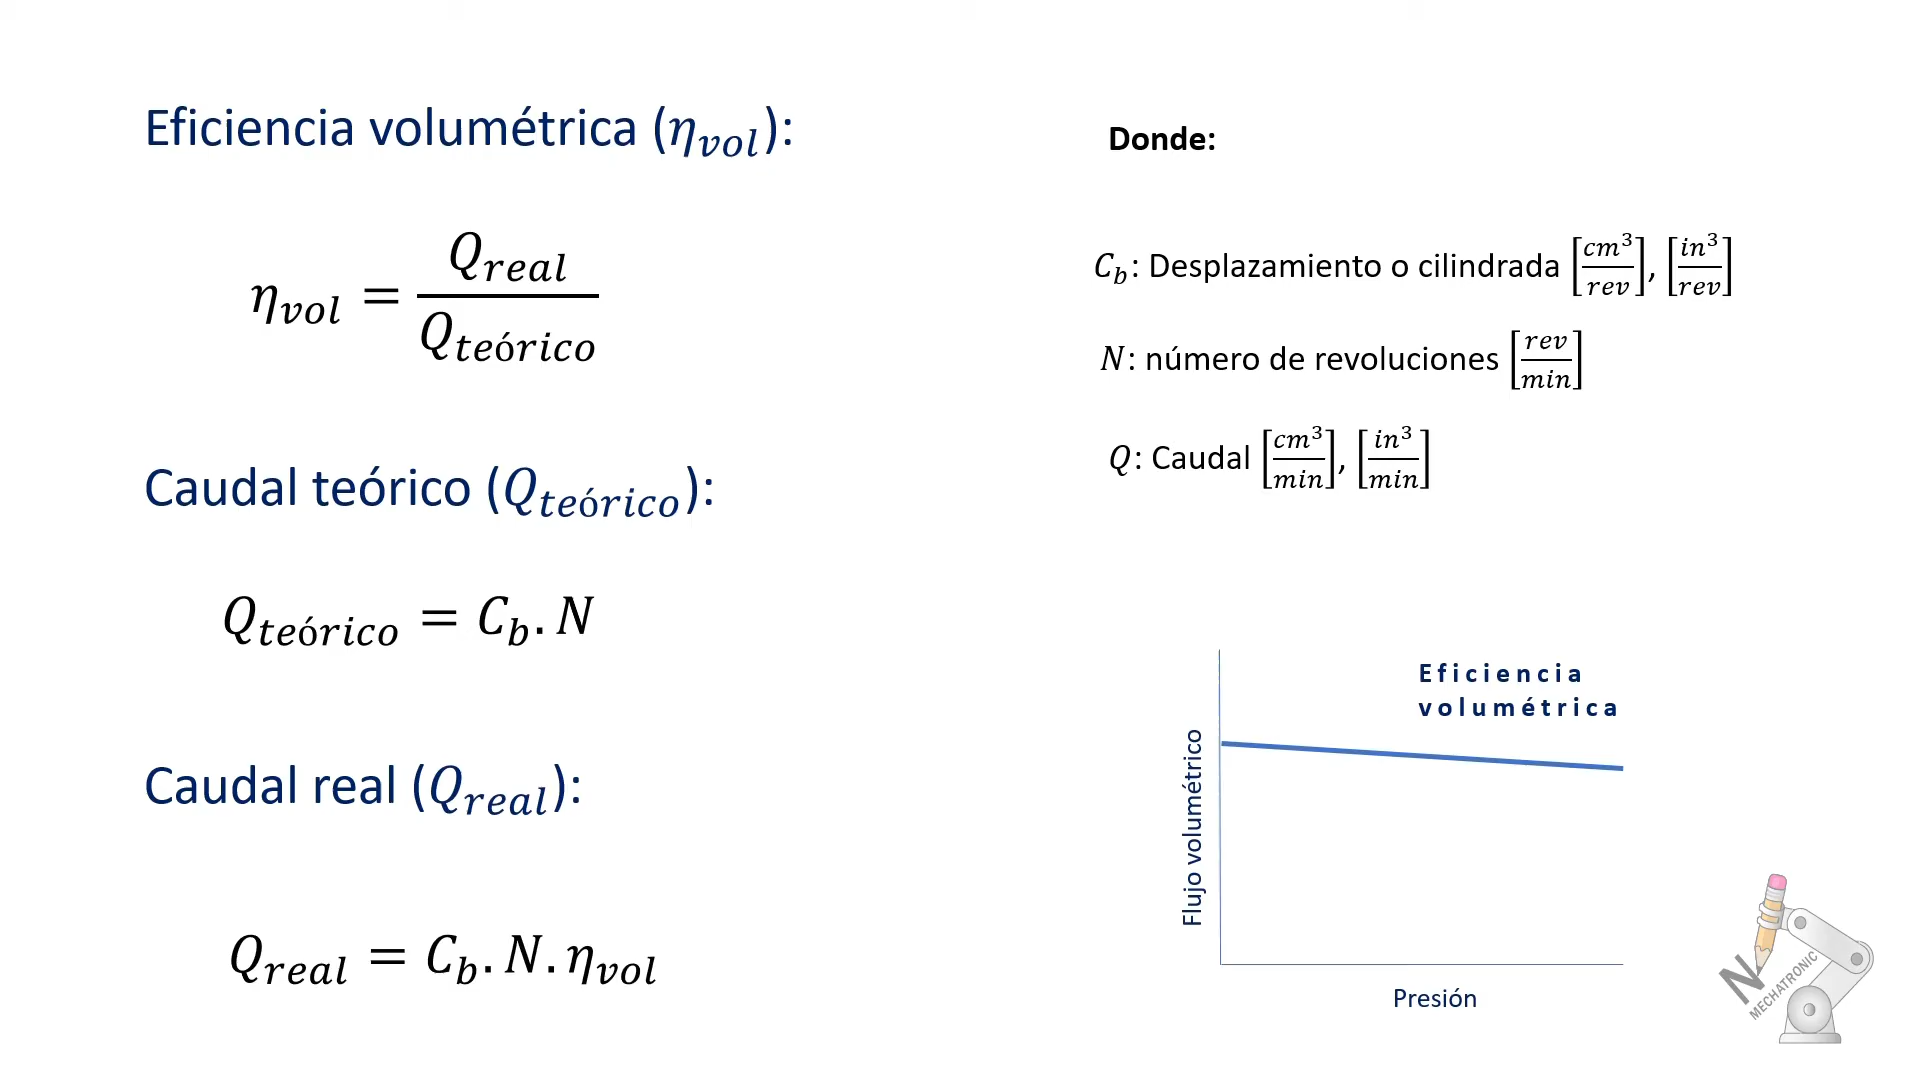 Eficiencia volumétrica (η_vol):
η_vol = Q_real / Q_teórico
Caudal teórico (Q_teórico):
Q_teórico = C_b. N
Caudal real (Q_real):
Q_real = C_b. N. η_vol
Donde:
C_b: Desplazamiento o cilindrada [cm³/rev], [in³/rev]
N: número de revoluciones [rev/min]
Q: Caudal [cm³/min], [in³/min]
Eficiencia
volumétrica
Flujo volumétrico
Presión
N
MECHATRONIC